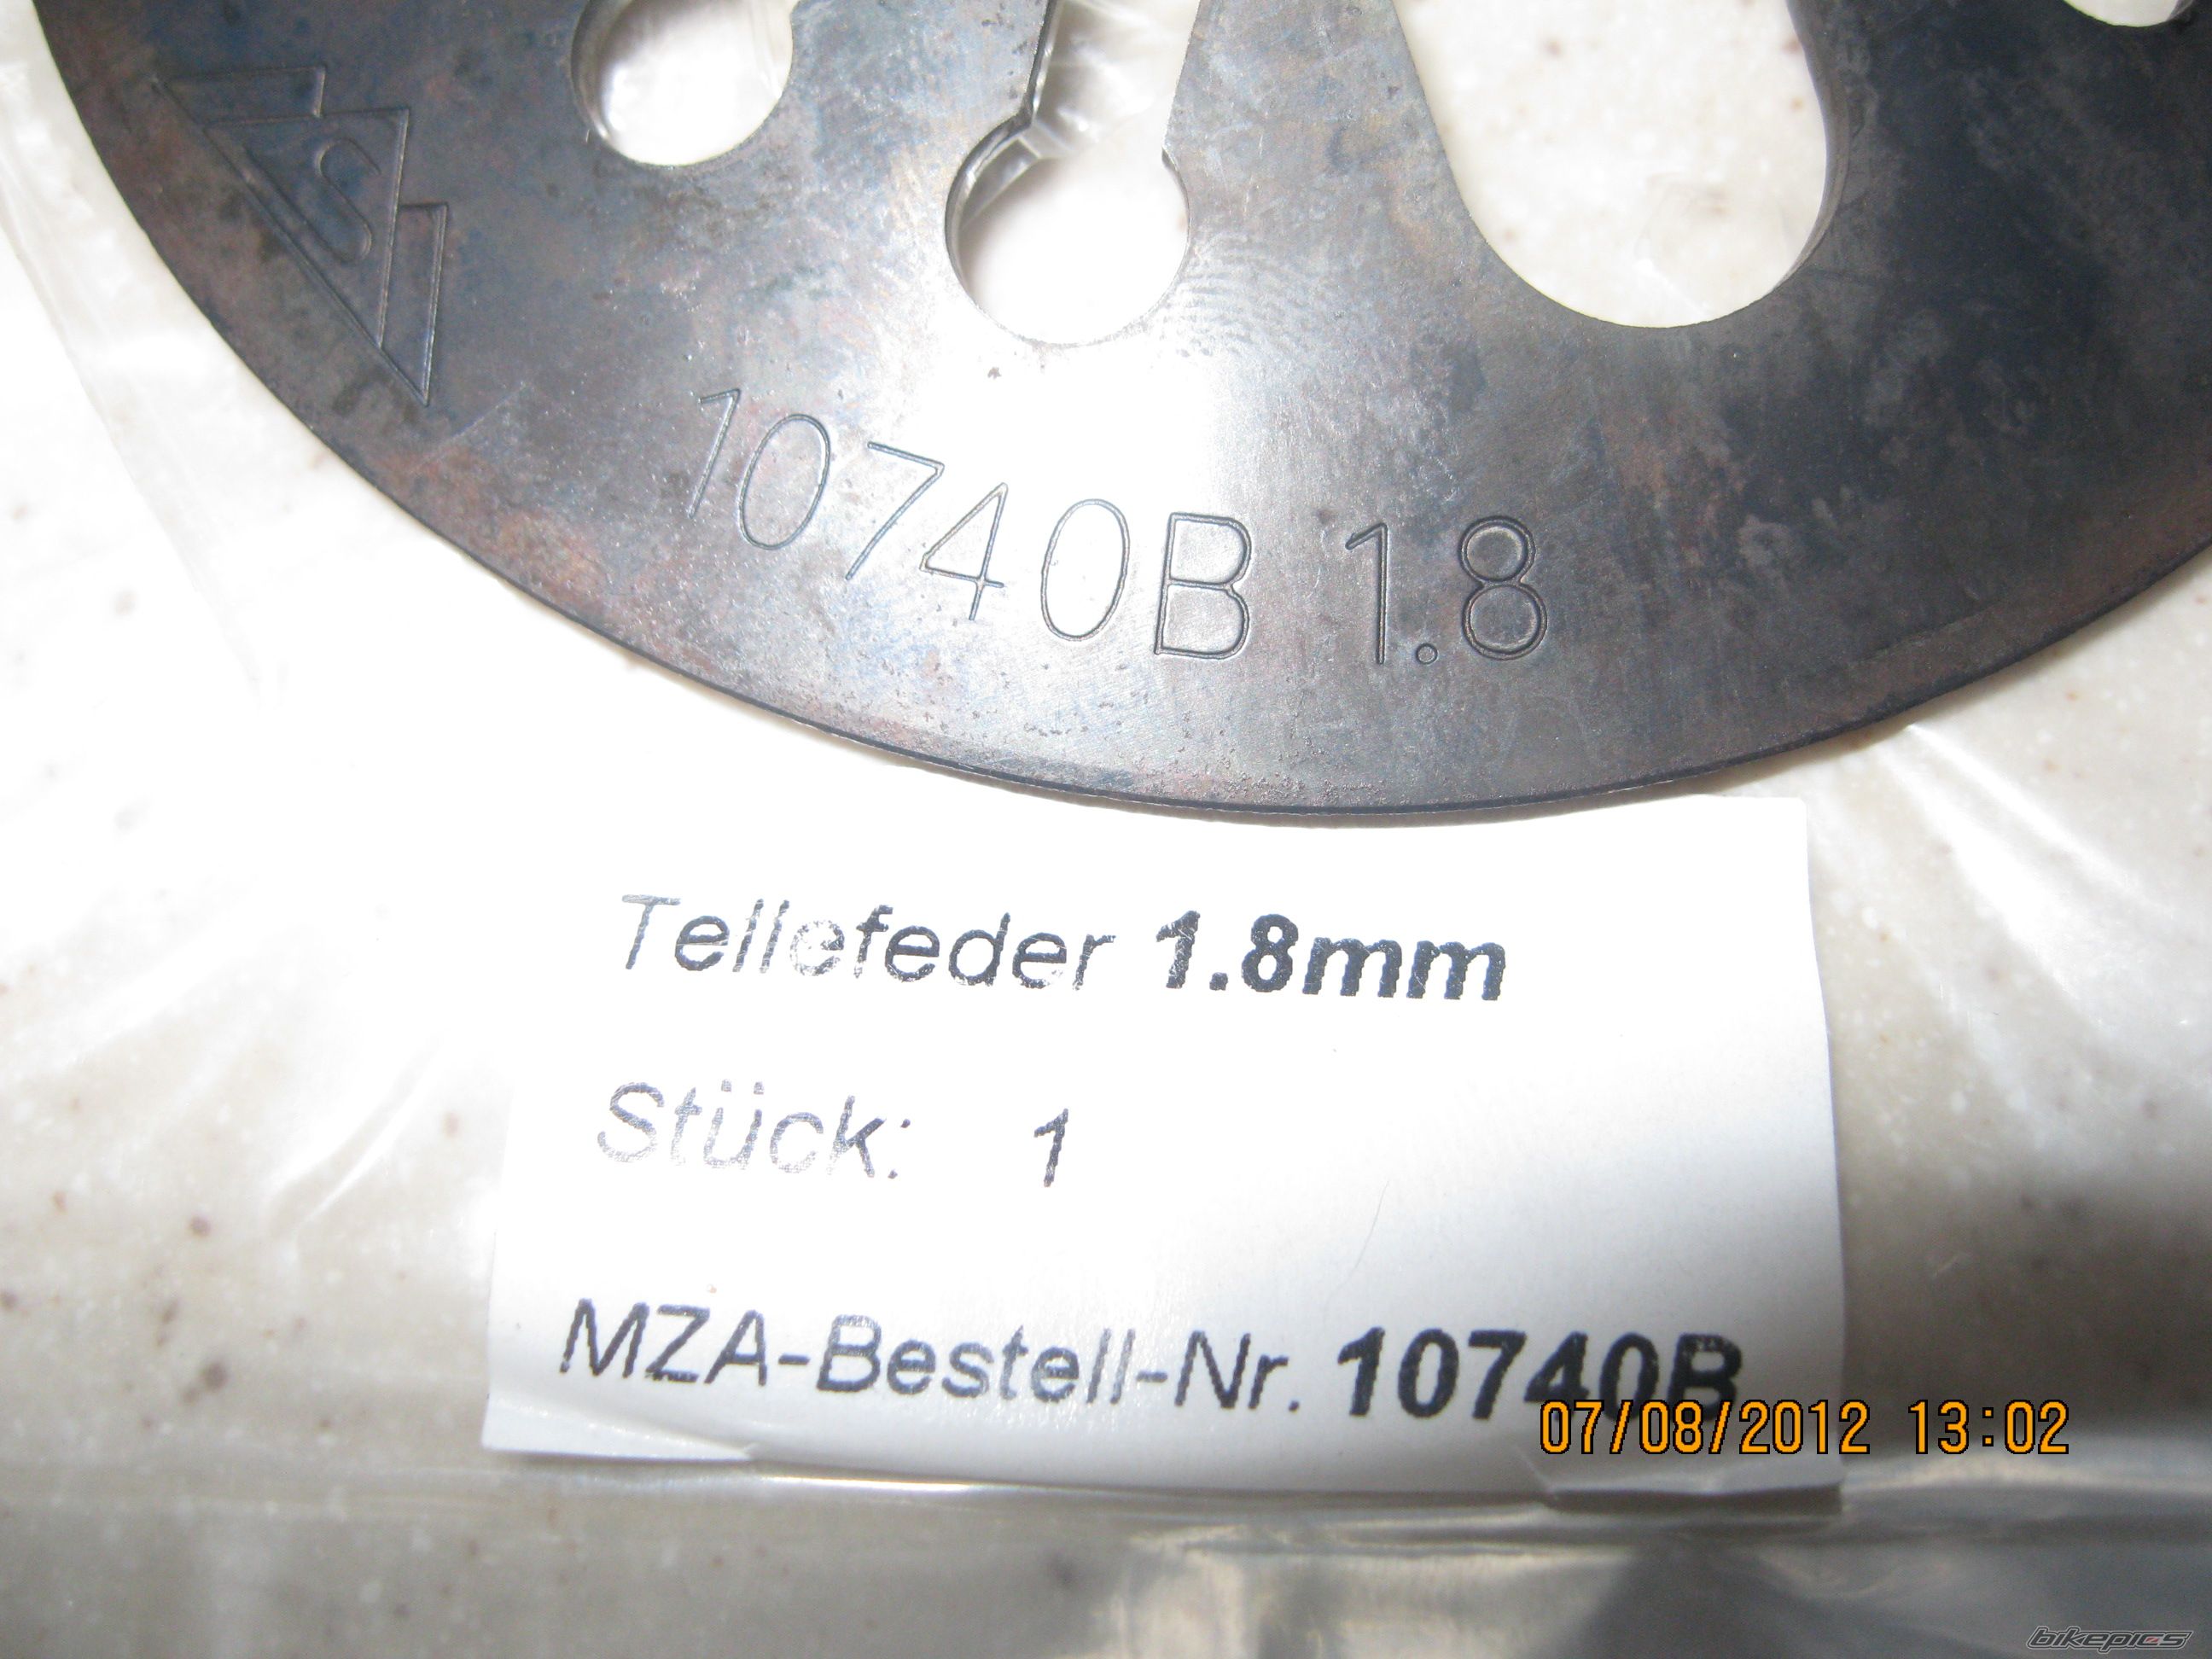 S
10740B 1.8
Tellefeder 1.8mm
Stück: 1
MZA-Bestell-Nr. 10740B
07/08/2012 13:02
bikepics